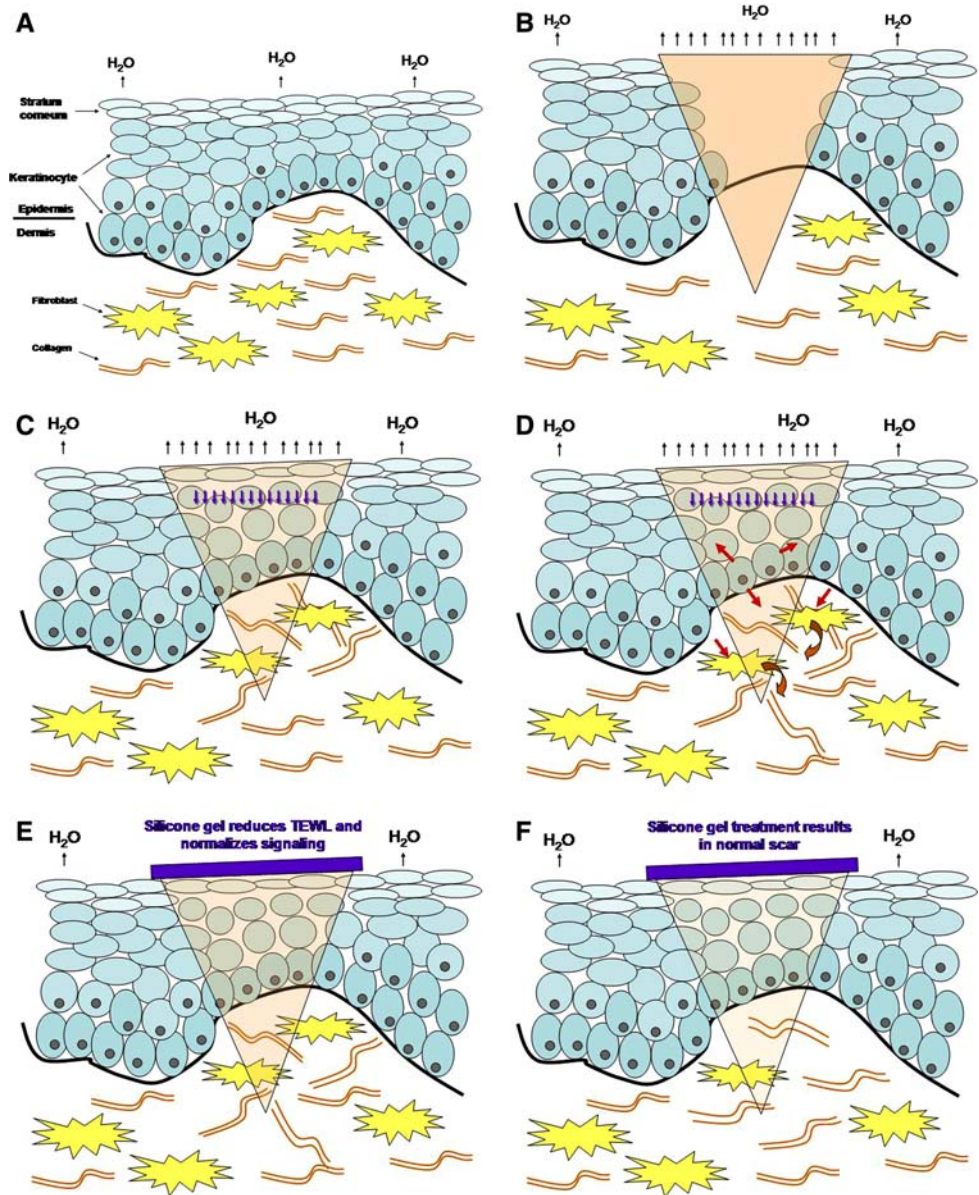 A
H2O
H2O
H2O
Stratum
corneum
Keratinocyte
Epidermis
Dermis
Fibroblast
Collagen
B
H2O
H2O
H2O
C
H2O
H2O
H2O
D
H2O
H2O
H2O
E
Silicone gel reduces TEWL and
normalizes signaling
H2O
H2O
F
Silicone gel treatment results
in normal scar
H2O
H2O